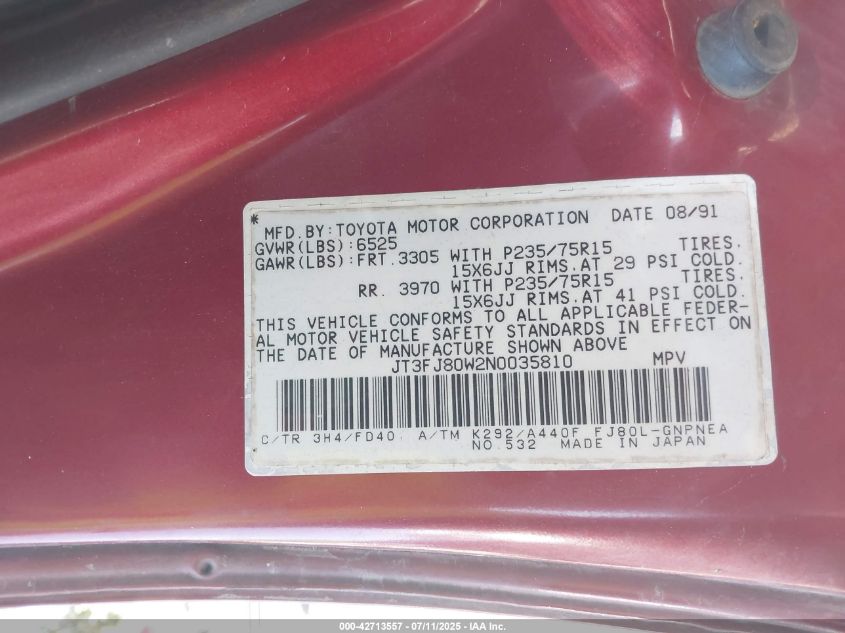 * MFD.BY:TOYOTA MOTOR CORPORATION DATE 08/91
GVWR(LBS):6525
GAWR(LBS):FRT.3305 WITH P235/75R15 TIRES.
15X6JJ RIMS.AT 29 PSI COLD.
RR. 3970 WITH P235/75R15 TIRES.
15X6JJ RIMS.AT 41 PSI COLD.
THIS VEHICLE CONFORMS TO ALL APPLICABLE FEDER-
AL MOTOR VEHICLE SAFETY STANDARDS IN EFFECT ON
THE DATE OF MANUFACTURE SHOWN ABOVE
JT3FJ80W2N0035810 MPV
C/TR 3H4/FD40 A/TM K292/A440F FJ80L-GNPNEA
NO.532 MADE IN JAPAN
000-42713557 - 07/11/2025 - IAA Inc.